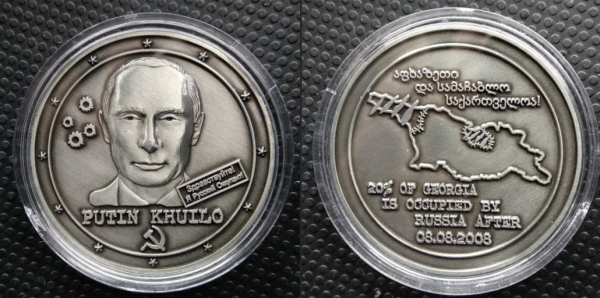 Здравствуйте!
Я Русский Оккупант!
PUTIN KHUILO
აფხაზეთი
და სამაჩაბლო
საქართველოა!
20% OF GEORGIA
IS OCCUPIED BY
RUSSIA AFTER
08.08.2008